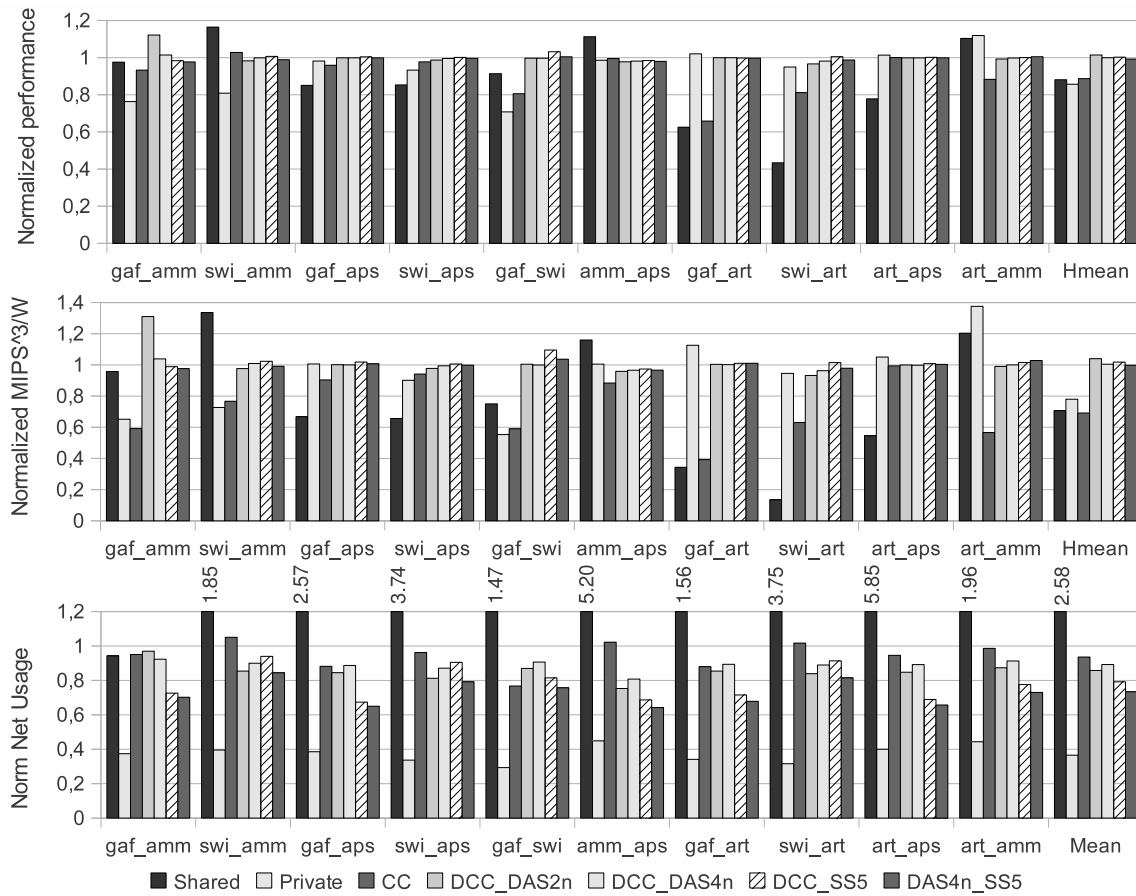 Normalized performance
1,2
1
0,8
0,6
0,4
0,2
0
gaf_amm swi_amm gaf_aps swi_aps gaf_swi amm_aps gaf_art swi_art art_aps art_amm Hmean
Normalized MIPS^3/W
1,4
1,2
1
0,8
0,6
0,4
0,2
0
gaf_amm swi_amm gaf_aps swi_aps gaf_swi amm_aps gaf_art swi_art art_aps art_amm Hmean
1.85 2.57 3.74 1.47 5.20 1.56 3.75 5.85 1.96 2.58
Norm Net Usage
1,2
1
0,8
0,6
0,4
0,2
0
gaf_amm swi_amm gaf_aps swi_aps gaf_swi amm_aps gaf_art swi_art art_aps art_amm Mean
Shared Private CC DCC_DAS2n DCC_DAS4n DCC_SS5 DAS4n_SS5